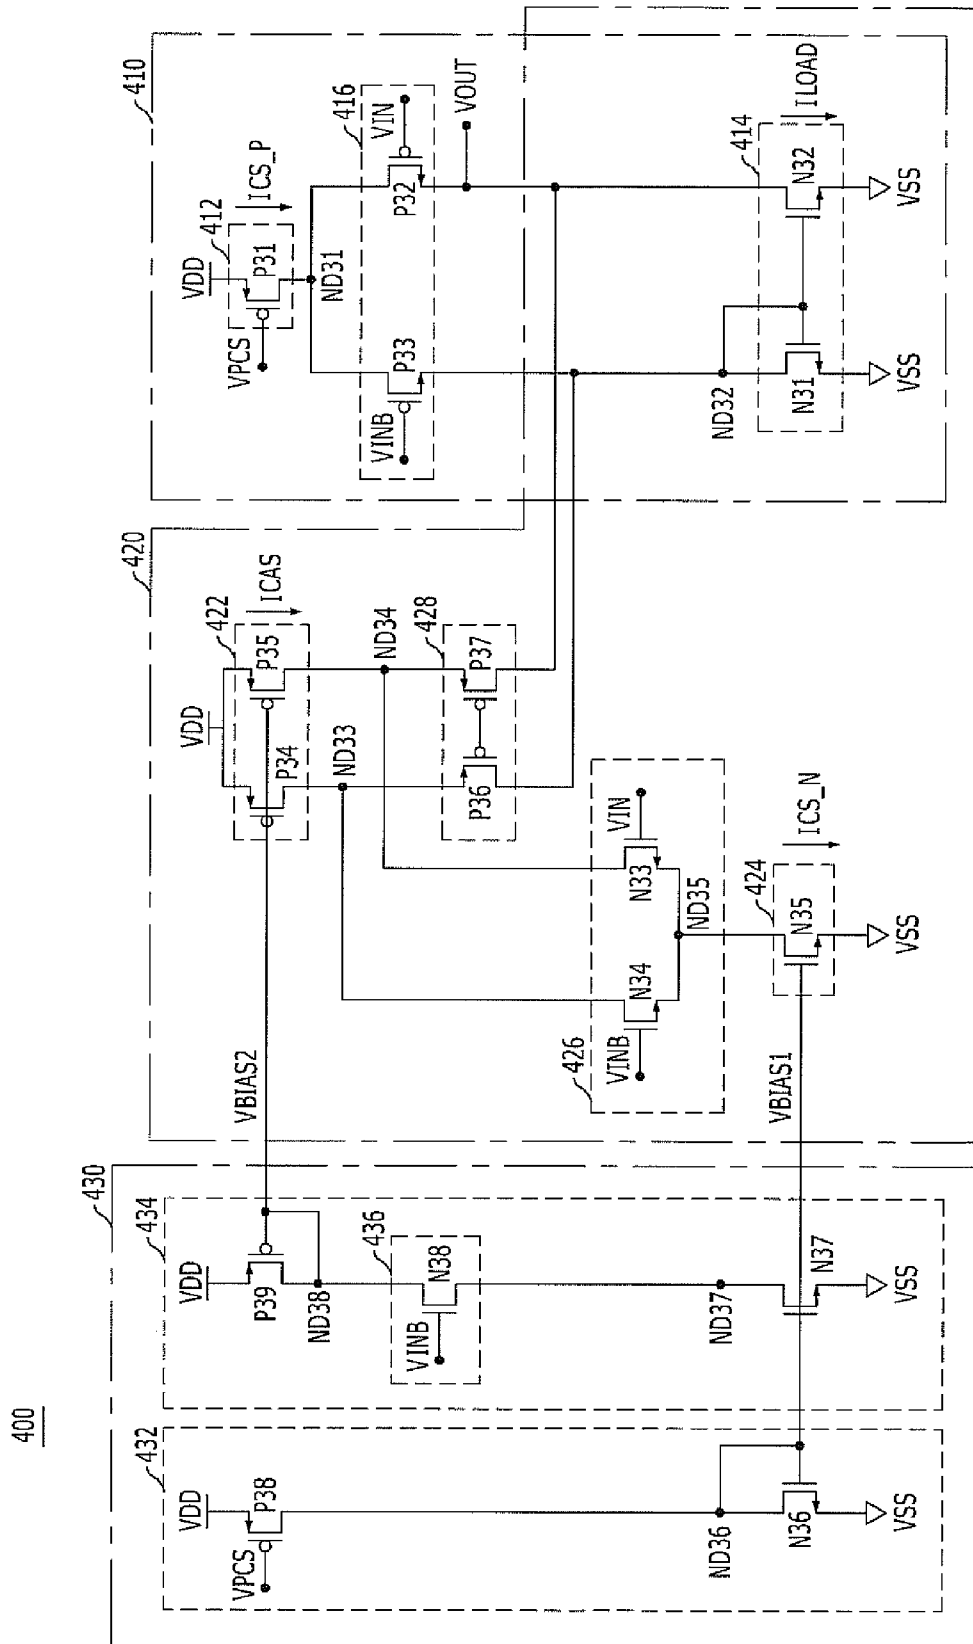 400
430
432
VDD
VPCS
P38
ND36
N36
VSS
434
VDD
P39
ND38
436
VINB
N38
ND37
N37
VSS
VBIAS2
VBIAS1
420
VDD
422
P34
P35
ICAS
ND33
ND34
428
P36
P37
426
VINB
N34
N33
VIN
ND35
424
N35
ICS_N
VSS
410
VDD
412
VPCS
P31
ICS_P
ND31
416
VINB
P33
P32
VIN
VOUT
ND32
414
N31
N32
ILOAD
VSS
VSS